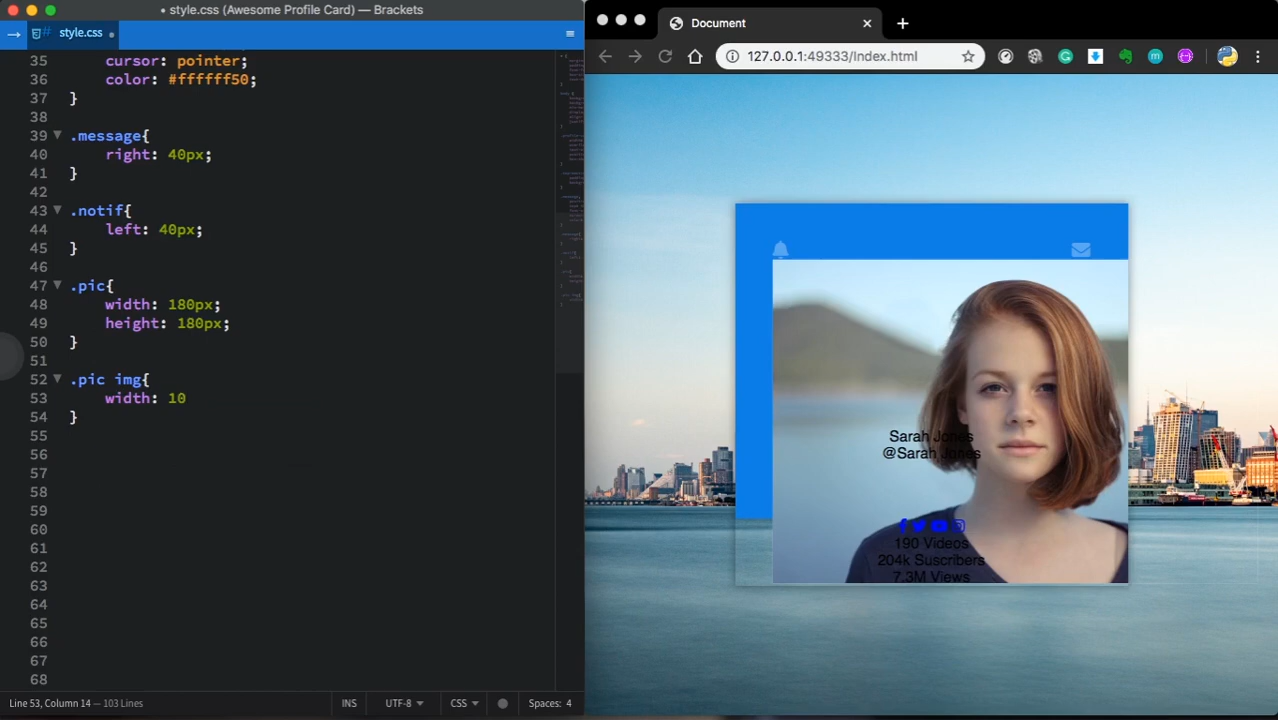 style.css (Awesome Profile Card) — Brackets
style.css
35 cursor: pointer;
36 color: #ffffff50;
37 }
38
39 .message{
40 right: 40px;
41 }
42
43 .notif{
44 left: 40px;
45 }
46
47 .pic{
48 width: 180px;
49 height: 180px;
50 }
51
52 .pic img{
53 width: 10
54 }
55
56
57
58
59
60
61
62
63
64
65
66
67
68
Line 53, Column 14 — 103 Lines
INS
UTF-8
CSS
Spaces: 4
Document
127.0.0.1:49333/index.html
Sarah Jones
@Sarah Jones
190 Videos
204k Suscribers
7.3M Views